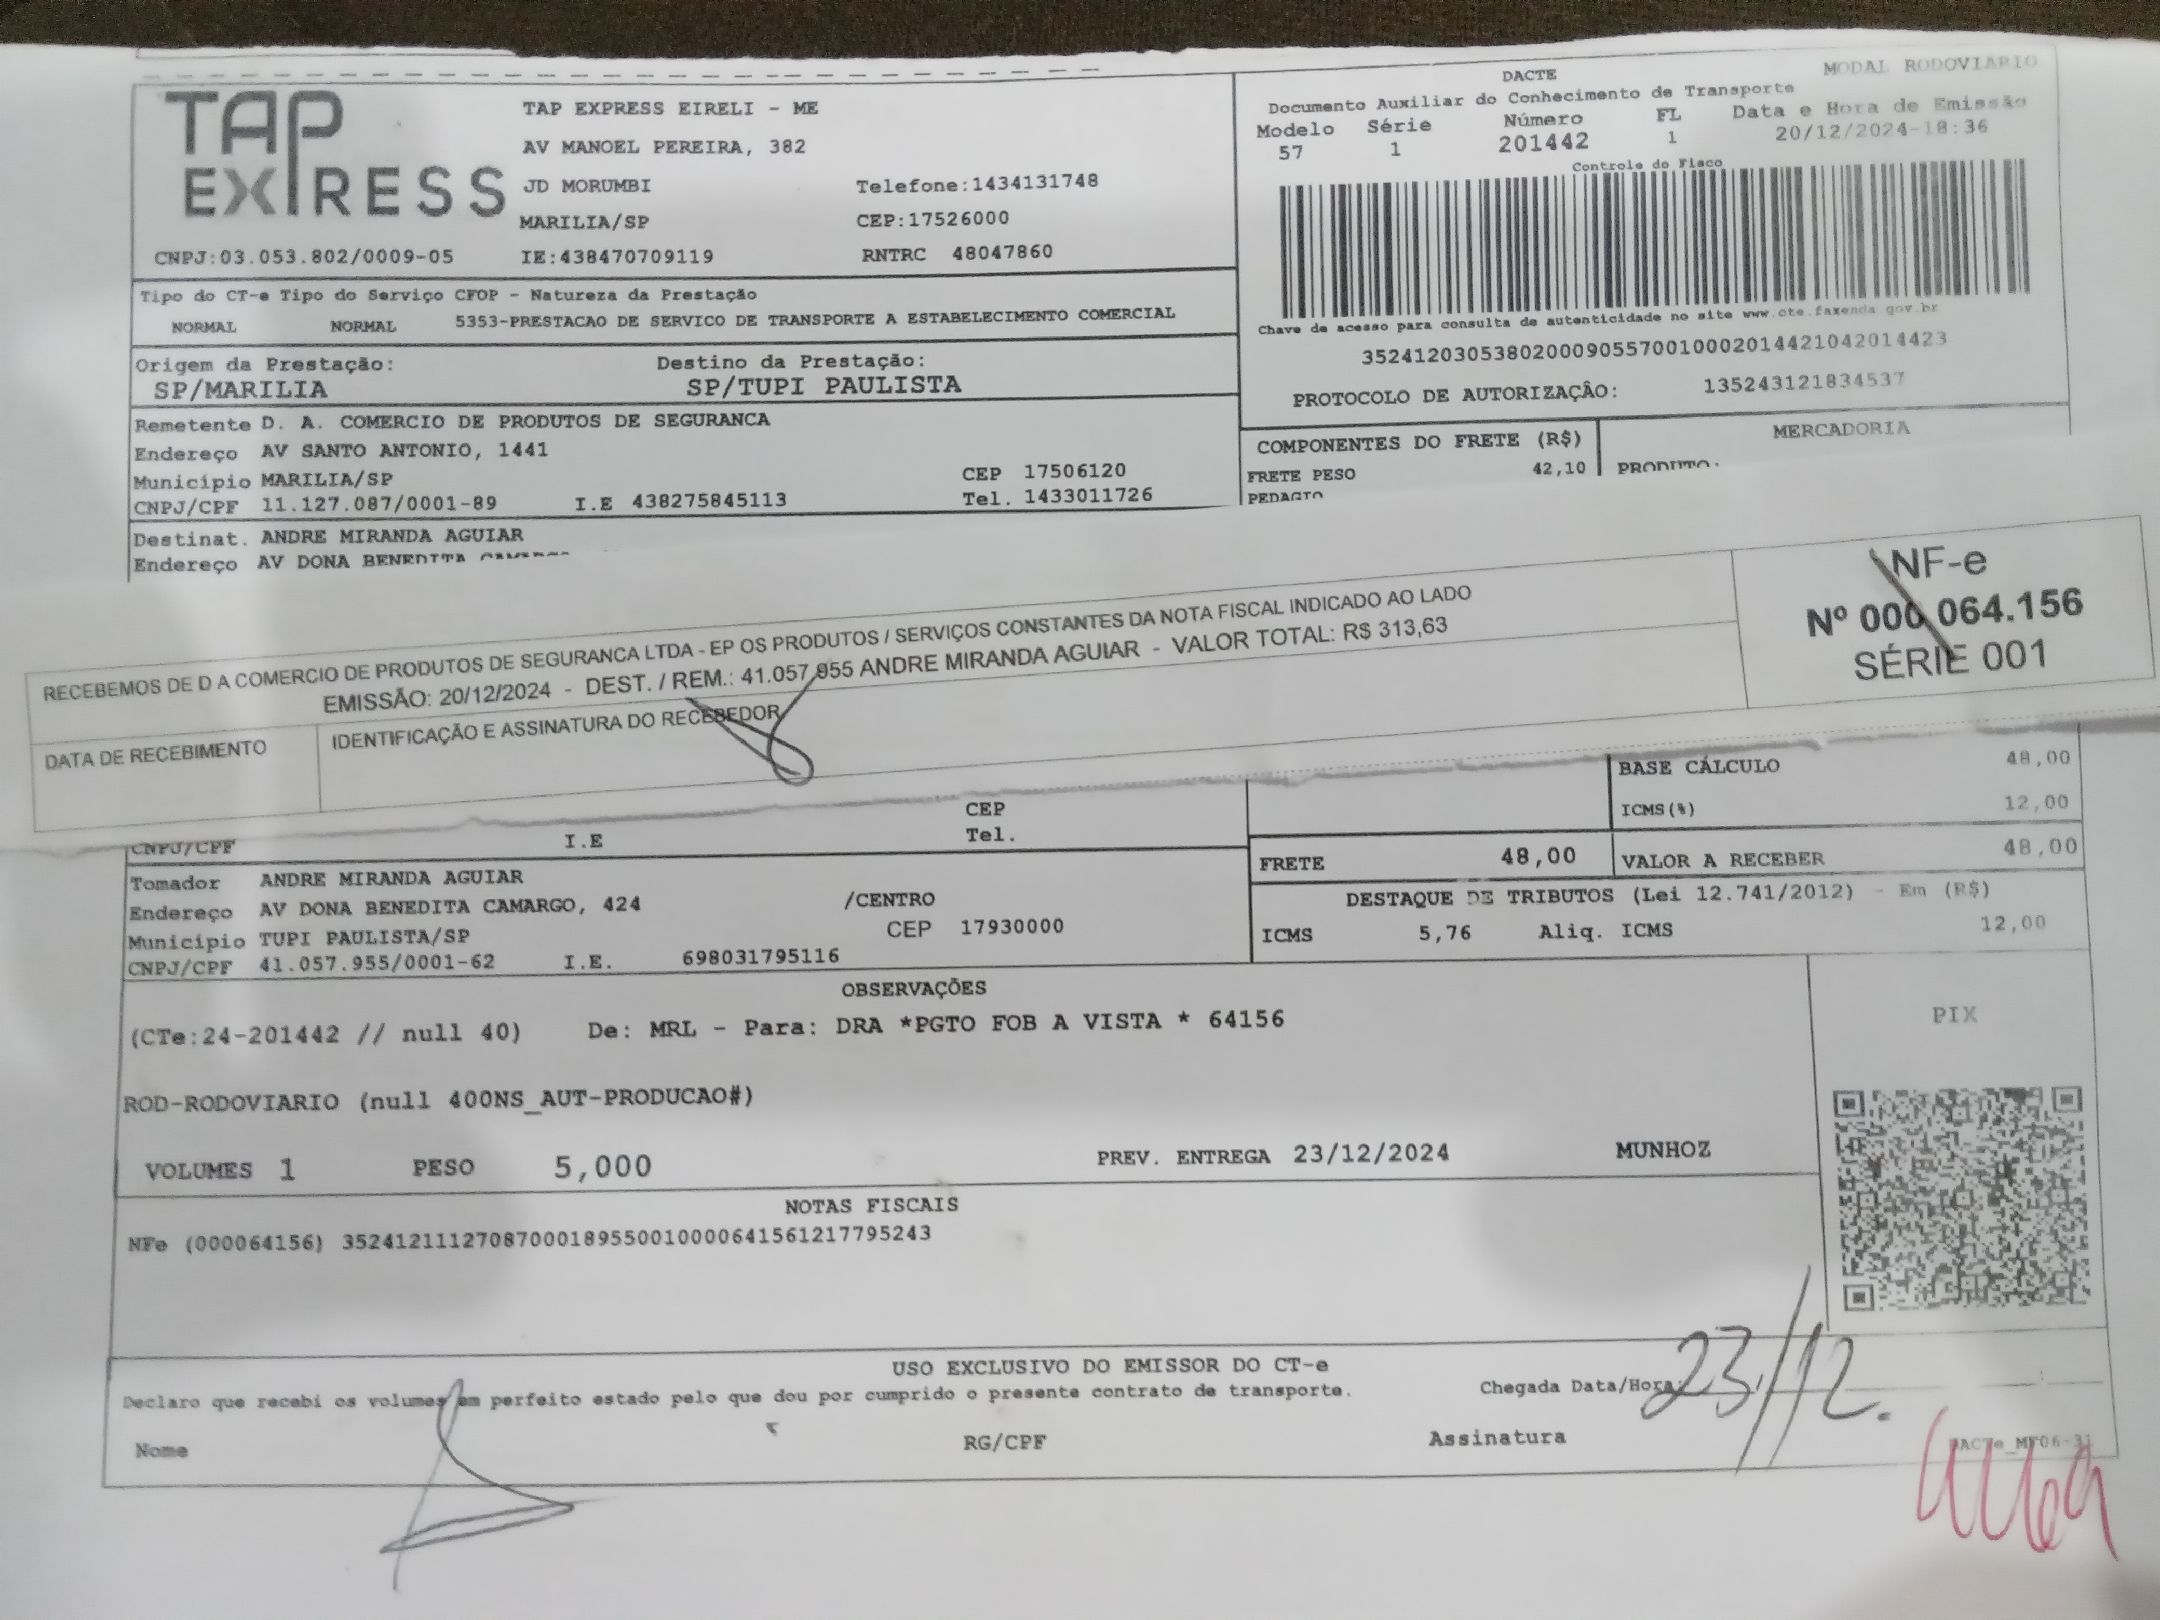 TAP EXPRESS
TAP EXPRESS EIRELI - ME
AV MANOEL PEREIRA, 382
JD MORUMBI Telefone:1434131748
MARILIA/SP CEP:17526000
CNPJ:03.053.802/0009-05 IE:438470709119 RNTRC 48047860
DACTE MODAL RODOVIARIO
Documento Auxiliar do Conhecimento de Transporte
Modelo Série Número FL Data e Hora de Emissão
57 1 201442 1 20/12/2024-18:36
Controle do Fisco
Chave de acesso para consulta de autenticidade no site www.cte.fazenda gov.br
35241203053802000905570010002014421042014423
PROTOCOLO DE AUTORIZAÇÂO: 135243121834537
Tipo do CT-e Tipo do Serviço CFOP - Natureza da Prestação
NORMAL NORMAL 5353-PRESTACAO DE SERVICO DE TRANSPORTE A ESTABELECIMENTO COMERCIAL
Origem da Prestação: Destino da Prestação:
SP/MARILIA SP/TUPI PAULISTA
Remetente D. A. COMERCIO DE PRODUTOS DE SEGURANCA
Endereço AV SANTO ANTONIO, 1441
Município MARILIA/SP CEP 17506120
CNPJ/CPF 11.127.087/0001-89 I.E 438275845113 Tel. 1433011726
COMPONENTES DO FRETE (R$) MERCADORIA
FRETE PESO 42,10 PRODUTO:
PEDAGIO
Destinat. ANDRE MIRANDA AGUIAR
Endereço AV DONA BENEDITA CAMARGO
RECEBEMOS DE D A COMERCIO DE PRODUTOS DE SEGURANCA LTDA - EP OS PRODUTOS / SERVIÇOS CONSTANTES DA NOTA FISCAL INDICADO AO LADO
EMISSÃO: 20/12/2024 - DEST. / REM.: 41.057.955 ANDRE MIRANDA AGUIAR - VALOR TOTAL: R$ 313,63
DATA DE RECEBIMENTO IDENTIFICAÇÃO E ASSINATURA DO RECEBEDOR
NF-e
Nº 000.064.156
SÉRIE 001
CEP
CNPJ/CPF I.E Tel.
BASE CÁLCULO 48,00
ICMS(%) 12,00
FRETE 48,00 VALOR A RECEBER 48,00
Tomador ANDRE MIRANDA AGUIAR
Endereço AV DONA BENEDITA CAMARGO, 424 /CENTRO
Município TUPI PAULISTA/SP CEP 17930000
CNPJ/CPF 41.057.955/0001-62 I.E. 698031795116
DESTAQUE DE TRIBUTOS (Lei 12.741/2012) - Em (R$)
ICMS 5,76 Aliq. ICMS 12,00
OBSERVAÇÕES
(CTe:24-201442 // null 40) De: MRL - Para: DRA *PGTO FOB A VISTA * 64156
ROD-RODOVIARIO (null 400NS_AUT-PRODUCAO#)
PIX
VOLUMES 1 PESO 5,000 PREV. ENTREGA 23/12/2024 MUNHOZ
NOTAS FISCAIS
NFe (000064156) 35241211127087000189550010000641561217795243
USO EXCLUSIVO DO EMISSOR DO CT-e
Declaro que recebi os volumes em perfeito estado pelo que dou por cumprido o presente contrato de transporte. Chegada Data/Hora: 23/12.
Nome RG/CPF Assinatura